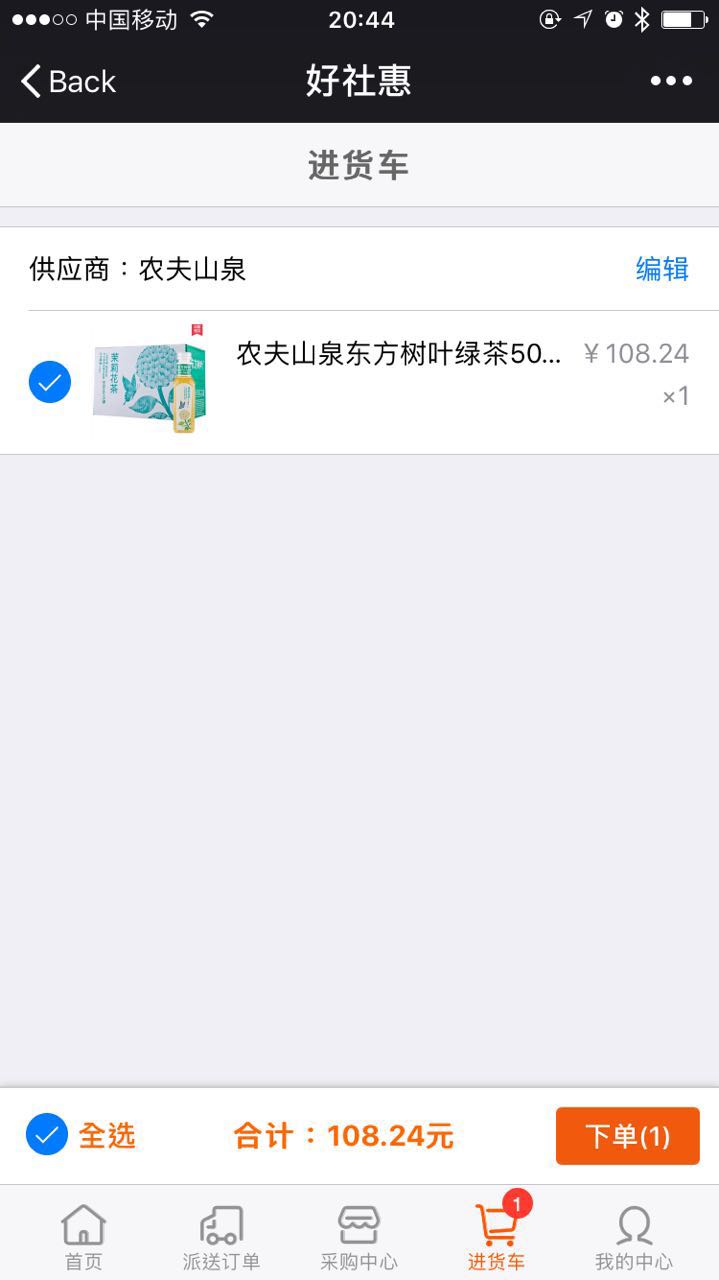 中国移动 20:44
Back 好社惠
进货车
供应商：农夫山泉 编辑
农夫山泉东方树叶绿茶50... ￥108.24
×1
茉莉花茶
全选 合计：108.24元 下单(1)
1
首页 派送订单 采购中心 进货车 我的中心